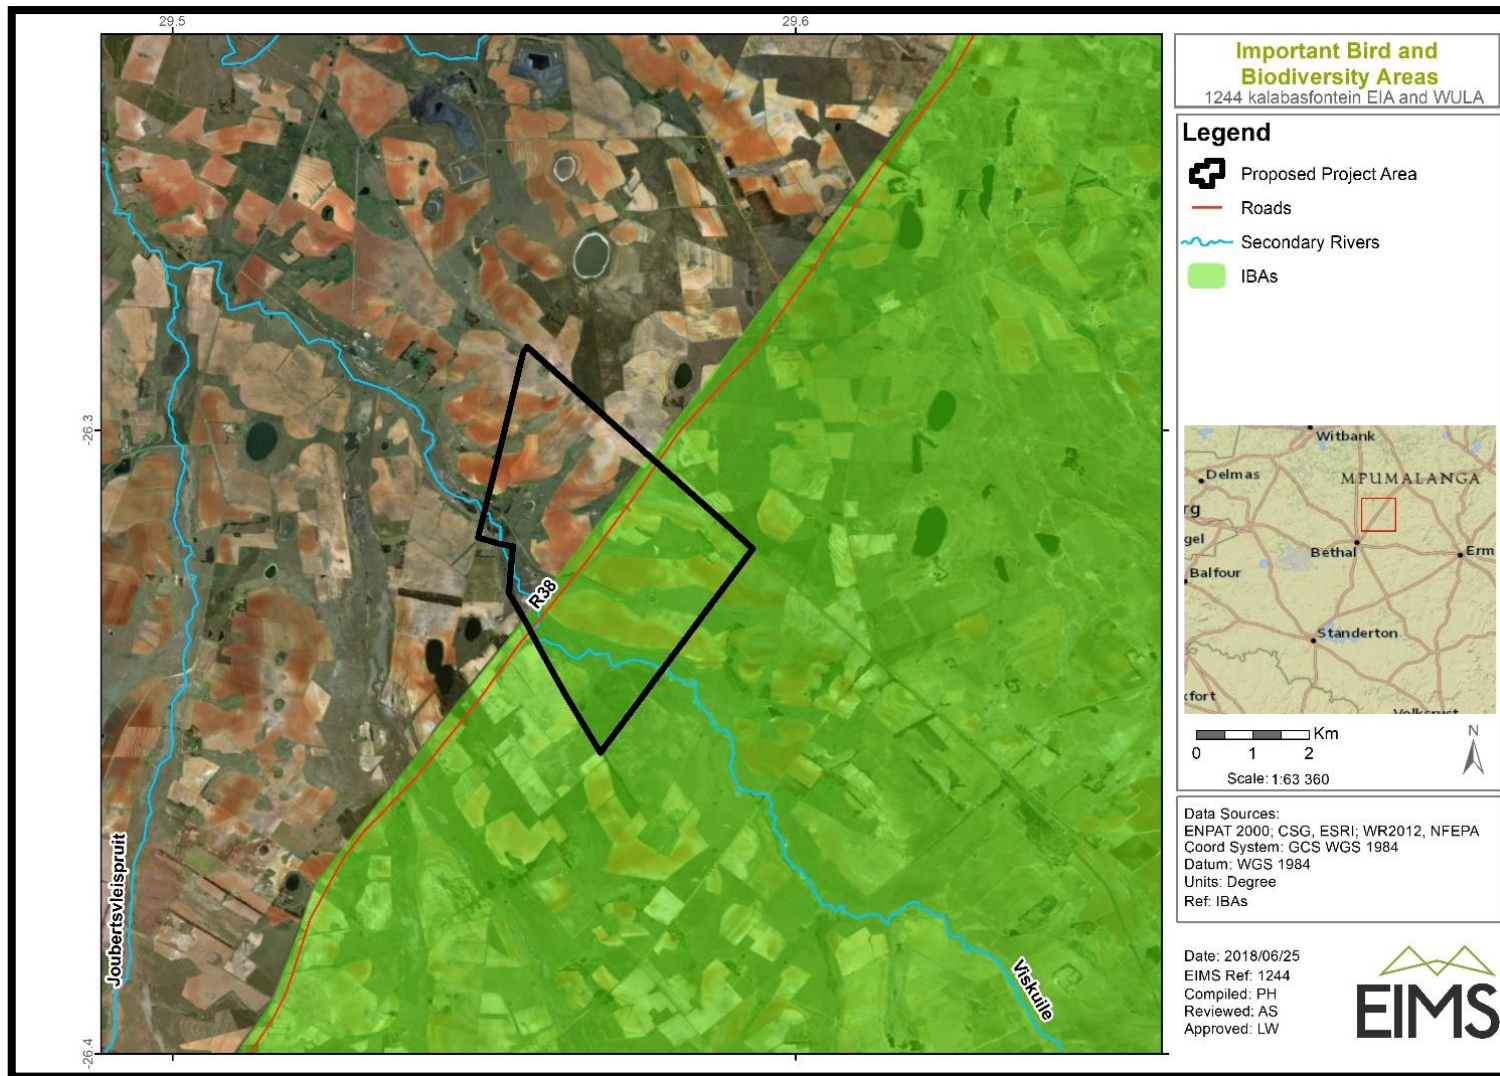 29.5
29.6
-26.3
-26.4
R38
Joubertsvleispruit
Viskuile
Important Bird and
Biodiversity Areas
1244 kalabasfontein EIA and WULA
Legend
Proposed Project Area
Roads
Secondary Rivers
IBAs
Witbank
Delmas
MPUMALANGA
rg
gel
Bethal
Erm
Balfour
Standerton
kfort
Volksrust
Km
0 1 2
N
Scale: 1:63 360
Data Sources:
ENPAT 2000; CSG, ESRI; WR2012, NFEPA
Coord System: GCS WGS 1984
Datum: WGS 1984
Units: Degree
Ref: IBAs
Date: 2018/06/25
EIMS Ref: 1244
Compiled: PH
Reviewed: AS
Approved: LW
EIMS